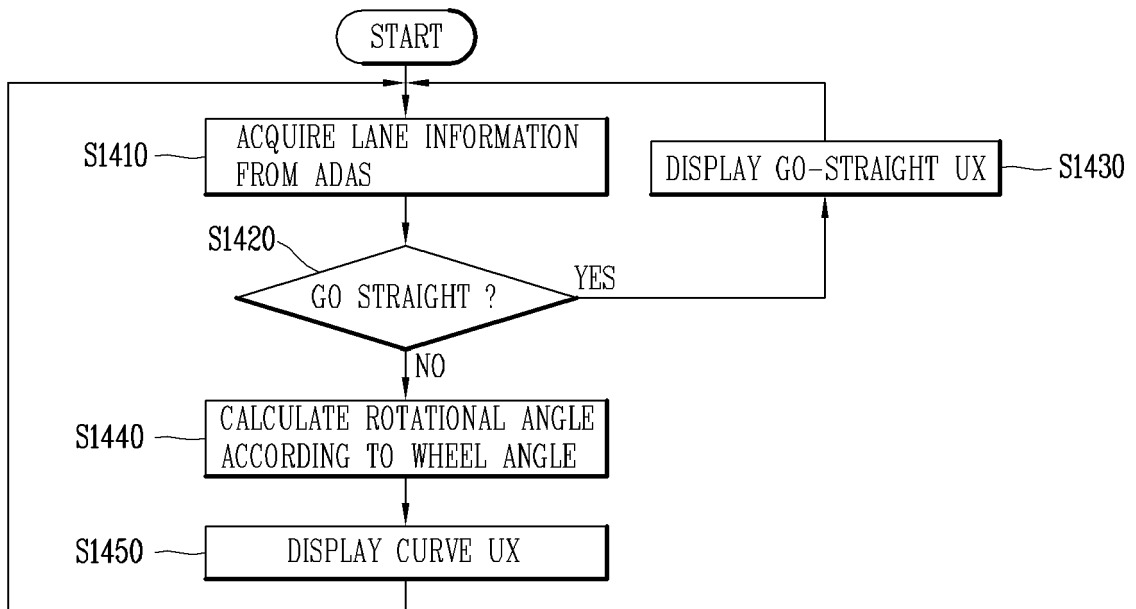 START
S1410
ACQUIRE LANE INFORMATION
FROM ADAS
DISPLAY GO-STRAIGHT UX
S1430
S1420
GO STRAIGHT ?
YES
NO
S1440
CALCULATE ROTATIONAL ANGLE
ACCORDING TO WHEEL ANGLE
S1450
DISPLAY CURVE UX